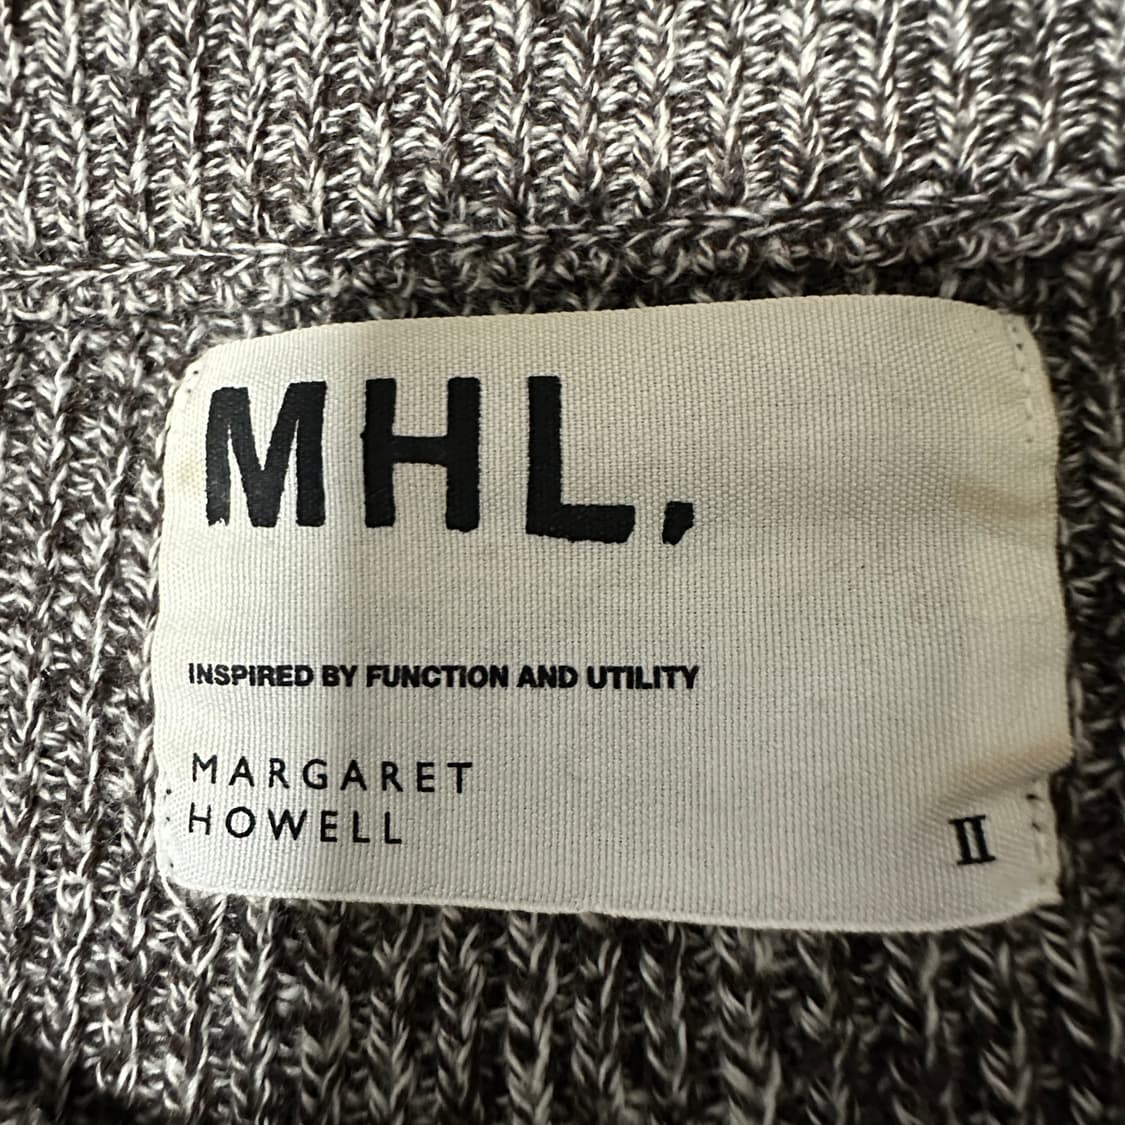 MHL.
INSPIRED BY FUNCTION AND UTILITY
MARGARET
HOWELL
II